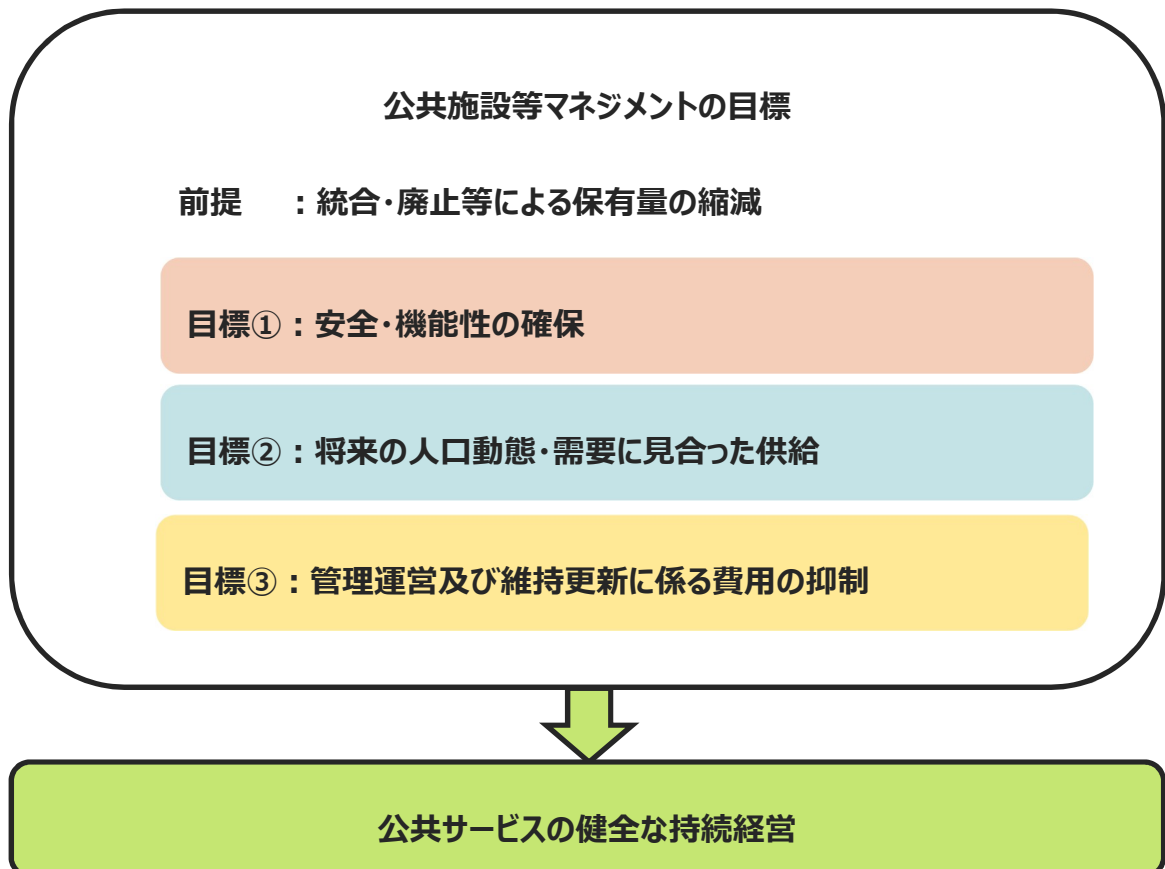 公共施設等マネジメントの目標
前提　：統合・廃止等による保有量の縮減
目標①：安全・機能性の確保
目標②：将来の人口動態・需要に見合った供給
目標③：管理運営及び維持更新に係る費用の抑制
公共サービスの健全な持続経営